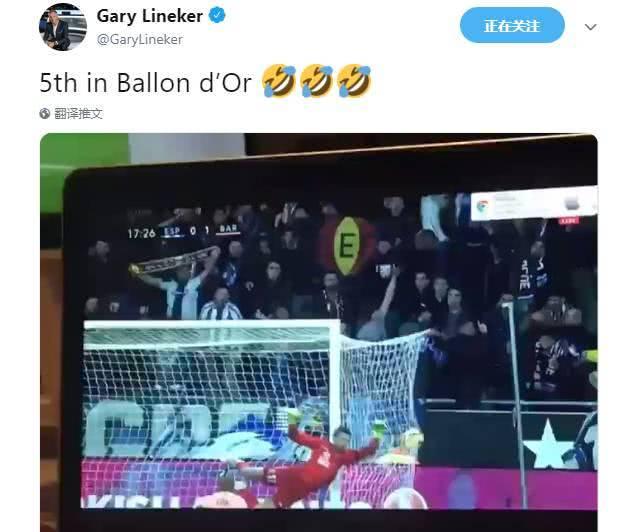 Gary Lineker
正在关注
@GaryLineker
5th in Ballon d'Or 🤣🤣🤣
翻译推文
17:26 ESP 0 1 BAR
E